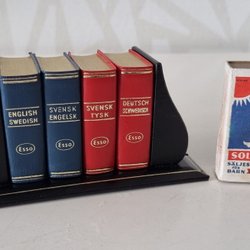 ENGLISH
SWEDISH
Esso
SVENSK
ENGELSK
Esso
SVENSK
TYSK
Esso
DEUTSCH
SCHWEDISCH
Esso
SOL
SÄLJES
BARN